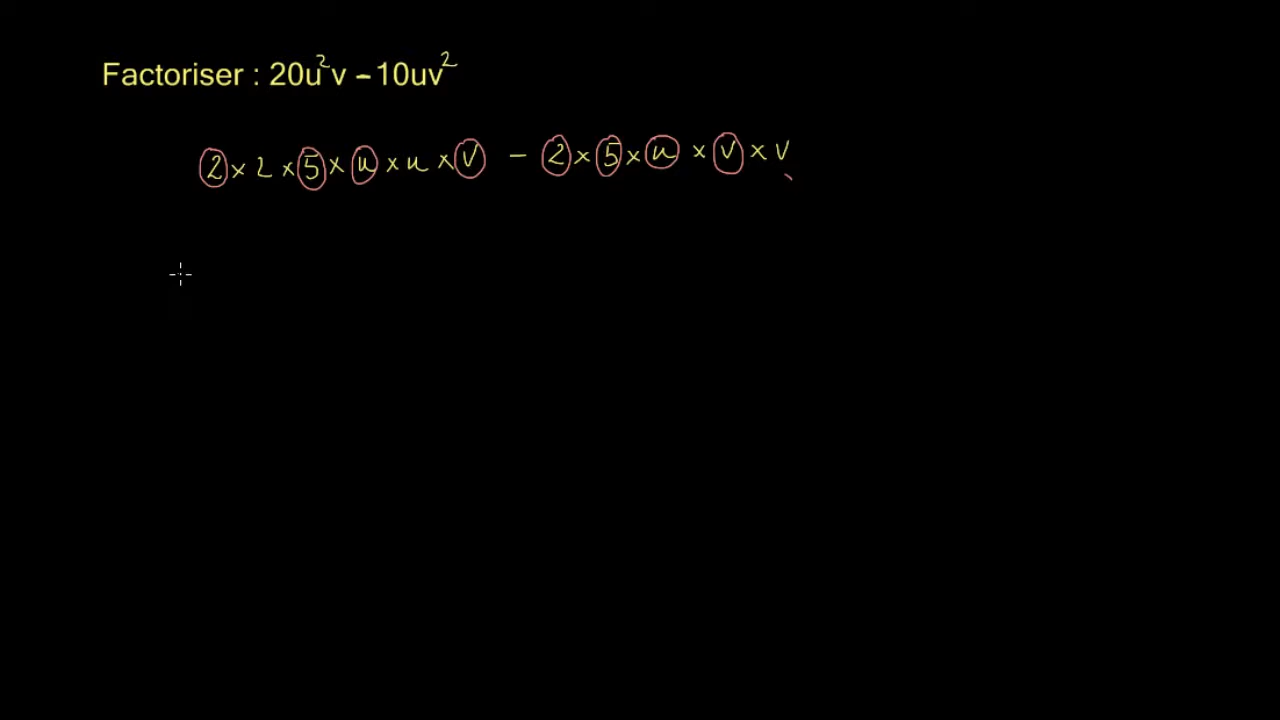 Factoriser : 20u²v – 10uv²
2 × 2 × 5 × u × u × v – 2 × 5 × u × v × v